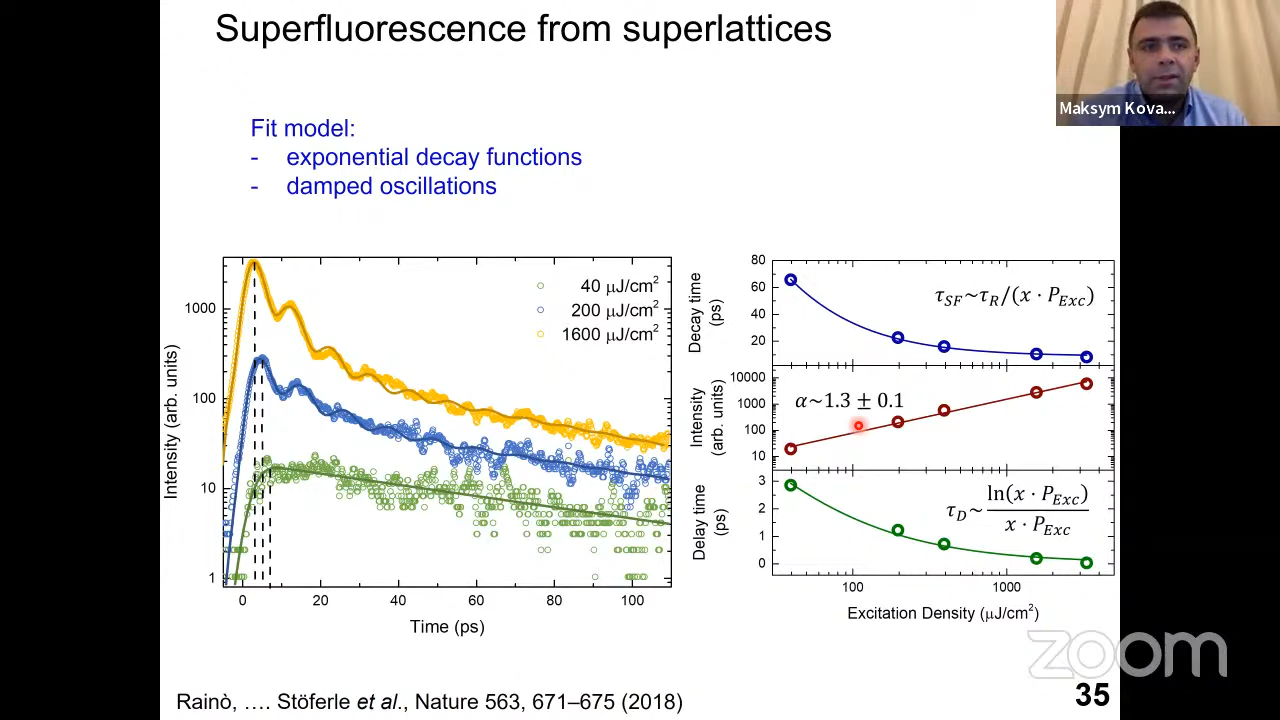 Superfluorescence from superlattices
Maksym Kova...
Fit model:
- exponential decay functions
- damped oscillations
40 μJ/cm²
200 μJ/cm²
1600 μJ/cm²
1000
100
10
1
Intensity (arb. units)
0 20 40 60 80 100
Time (ps)
80
60
40
20
Decay time
(ps)
τ_SF~τ_R/(x · P_Exc)
10000
1000
100
10
Intensity
(arb. units)
α~1.3 ± 0.1
3
2
1
0
Delay time
(ps)
τ_D~ ln(x · P_Exc)
x · P_Exc
100 1000
Excitation Density (μJ/cm²)
zoom
Rainò, .... Stöferle et al., Nature 563, 671–675 (2018)
35